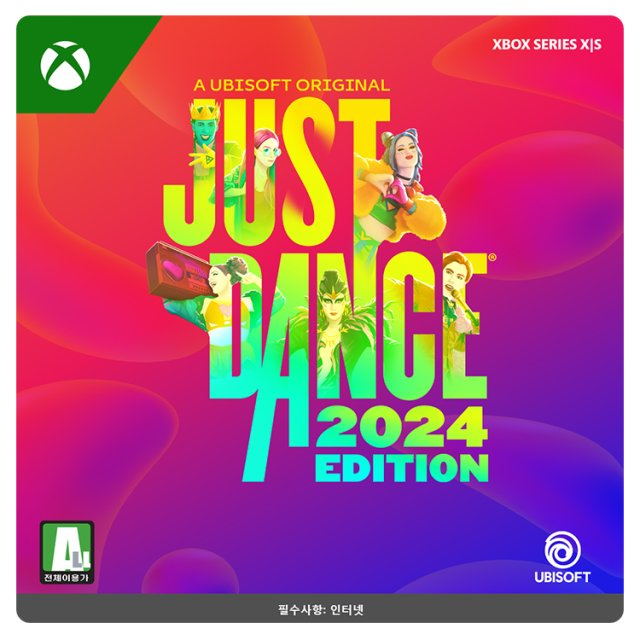 XBOX SERIES X|S
A UBISOFT ORIGINAL
JUST
DANCE®
2024
EDITION
ALL
전체이용가
UBISOFT
필수사항: 인터넷